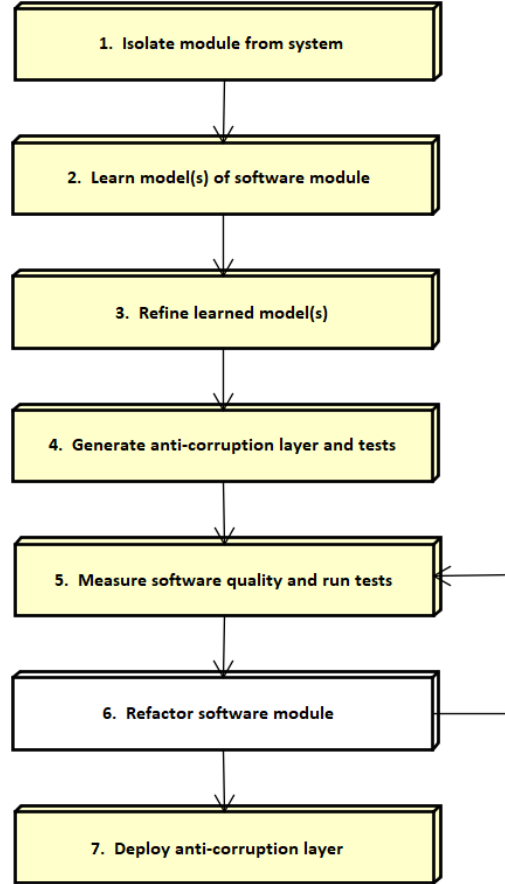 1. Isolate module from system
2. Learn model(s) of software module
3. Refine learned model(s)
4. Generate anti-corruption layer and tests
5. Measure software quality and run tests
6. Refactor software module
7. Deploy anti-corruption layer